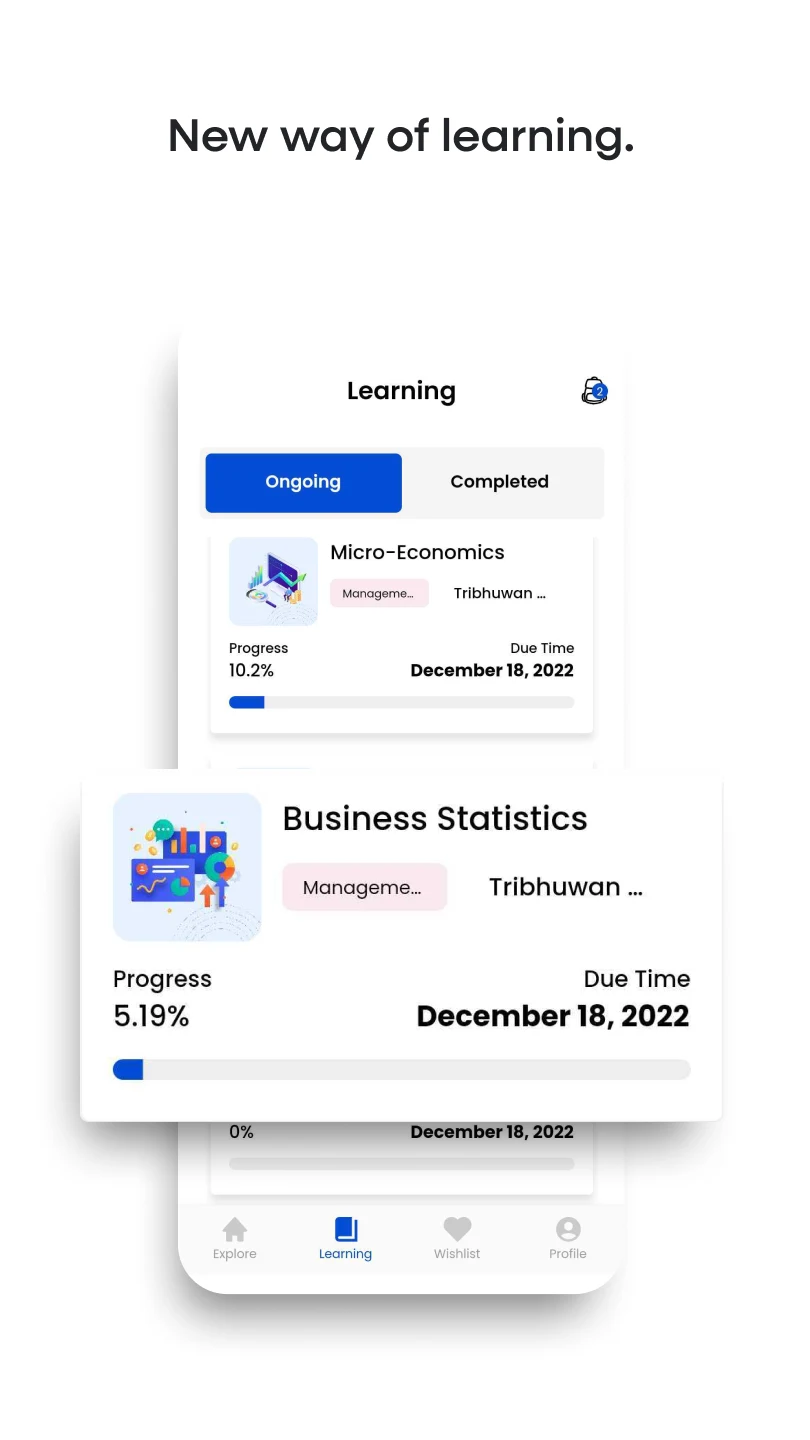 New way of learning.
Learning
2
Ongoing Completed
Micro-Economics
Manageme... Tribhuwan ...
Progress Due Time
10.2% December 18, 2022
Business Statistics
Manageme... Tribhuwan ...
Progress Due Time
5.19% December 18, 2022
0% December 18, 2022
Explore Learning Wishlist Profile